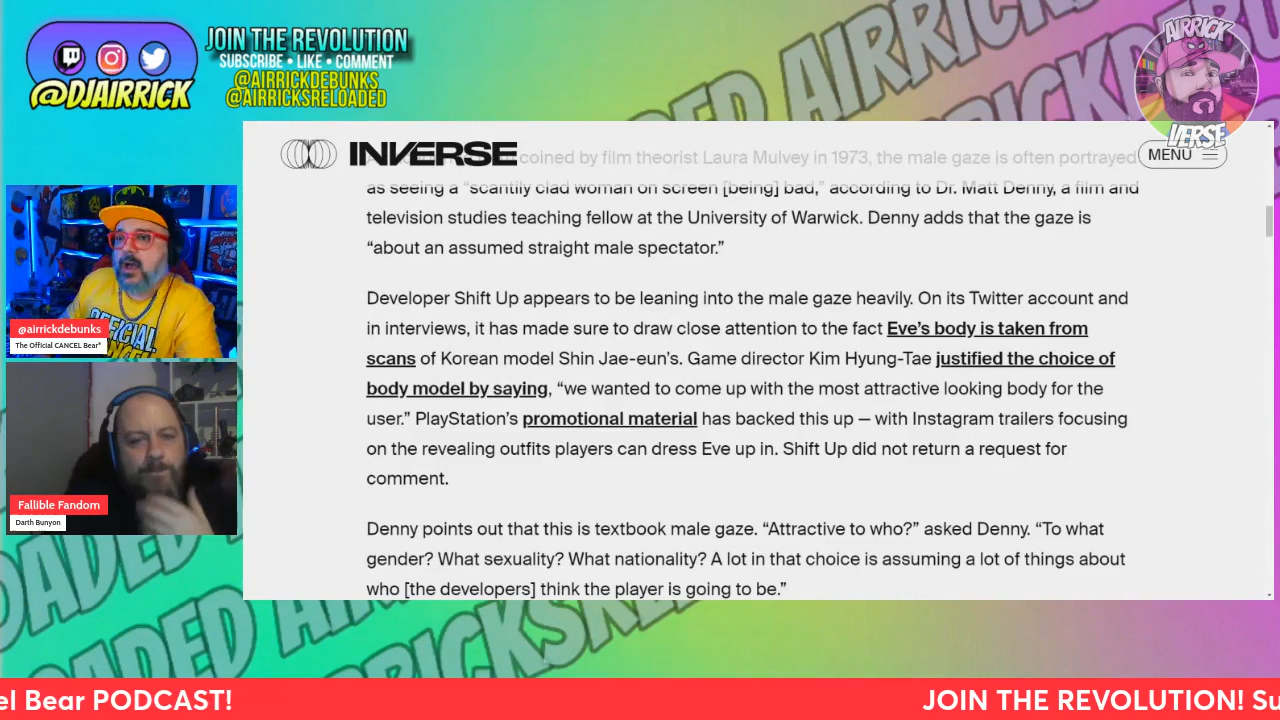 @DJAIRRICK
JOIN THE REVOLUTION
SUBSCRIBE • LIKE • COMMENT
@AIRRICKDEBUNKS
@AIRRICKSRELOADED
AIRRICK
VERSE
INVERSE
MENU
coined by film theorist Laura Mulvey in 1973, the male gaze is often portrayed
as seeing a “scantily clad woman on screen [being] bad,” according to Dr. Matt Denny, a film and
television studies teaching fellow at the University of Warwick. Denny adds that the gaze is
“about an assumed straight male spectator.”
Developer Shift Up appears to be leaning into the male gaze heavily. On its Twitter account and
in interviews, it has made sure to draw close attention to the fact Eve’s body is taken from
scans of Korean model Shin Jae-eun’s. Game director Kim Hyung-Tae justified the choice of
body model by saying, “we wanted to come up with the most attractive looking body for the
user.” PlayStation’s promotional material has backed this up — with Instagram trailers focusing
on the revealing outfits players can dress Eve up in. Shift Up did not return a request for
comment.
Denny points out that this is textbook male gaze. “Attractive to who?” asked Denny. “To what
gender? What sexuality? What nationality? A lot in that choice is assuming a lot of things about
who [the developers] think the player is going to be.”
@airrickdebunks
The Official CANCEL Bear*
Fallible Fandom
Darth Bunyon
el Bear PODCAST!
JOIN THE REVOLUTION! Su